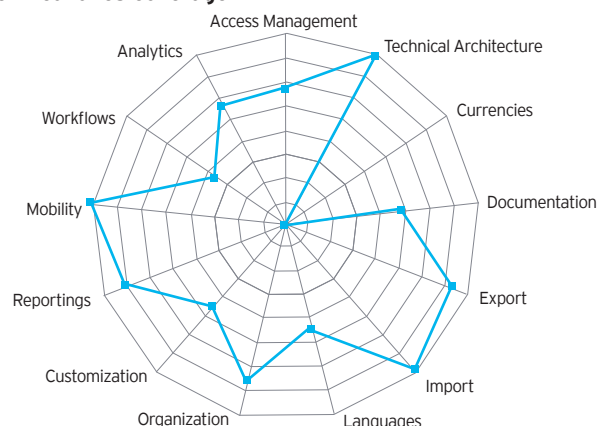 Access Management
Technical Architecture
Analytics
Currencies
Workflows
Documentation
Mobility
Export
Reportings
Import
Customization
Organization
Languages